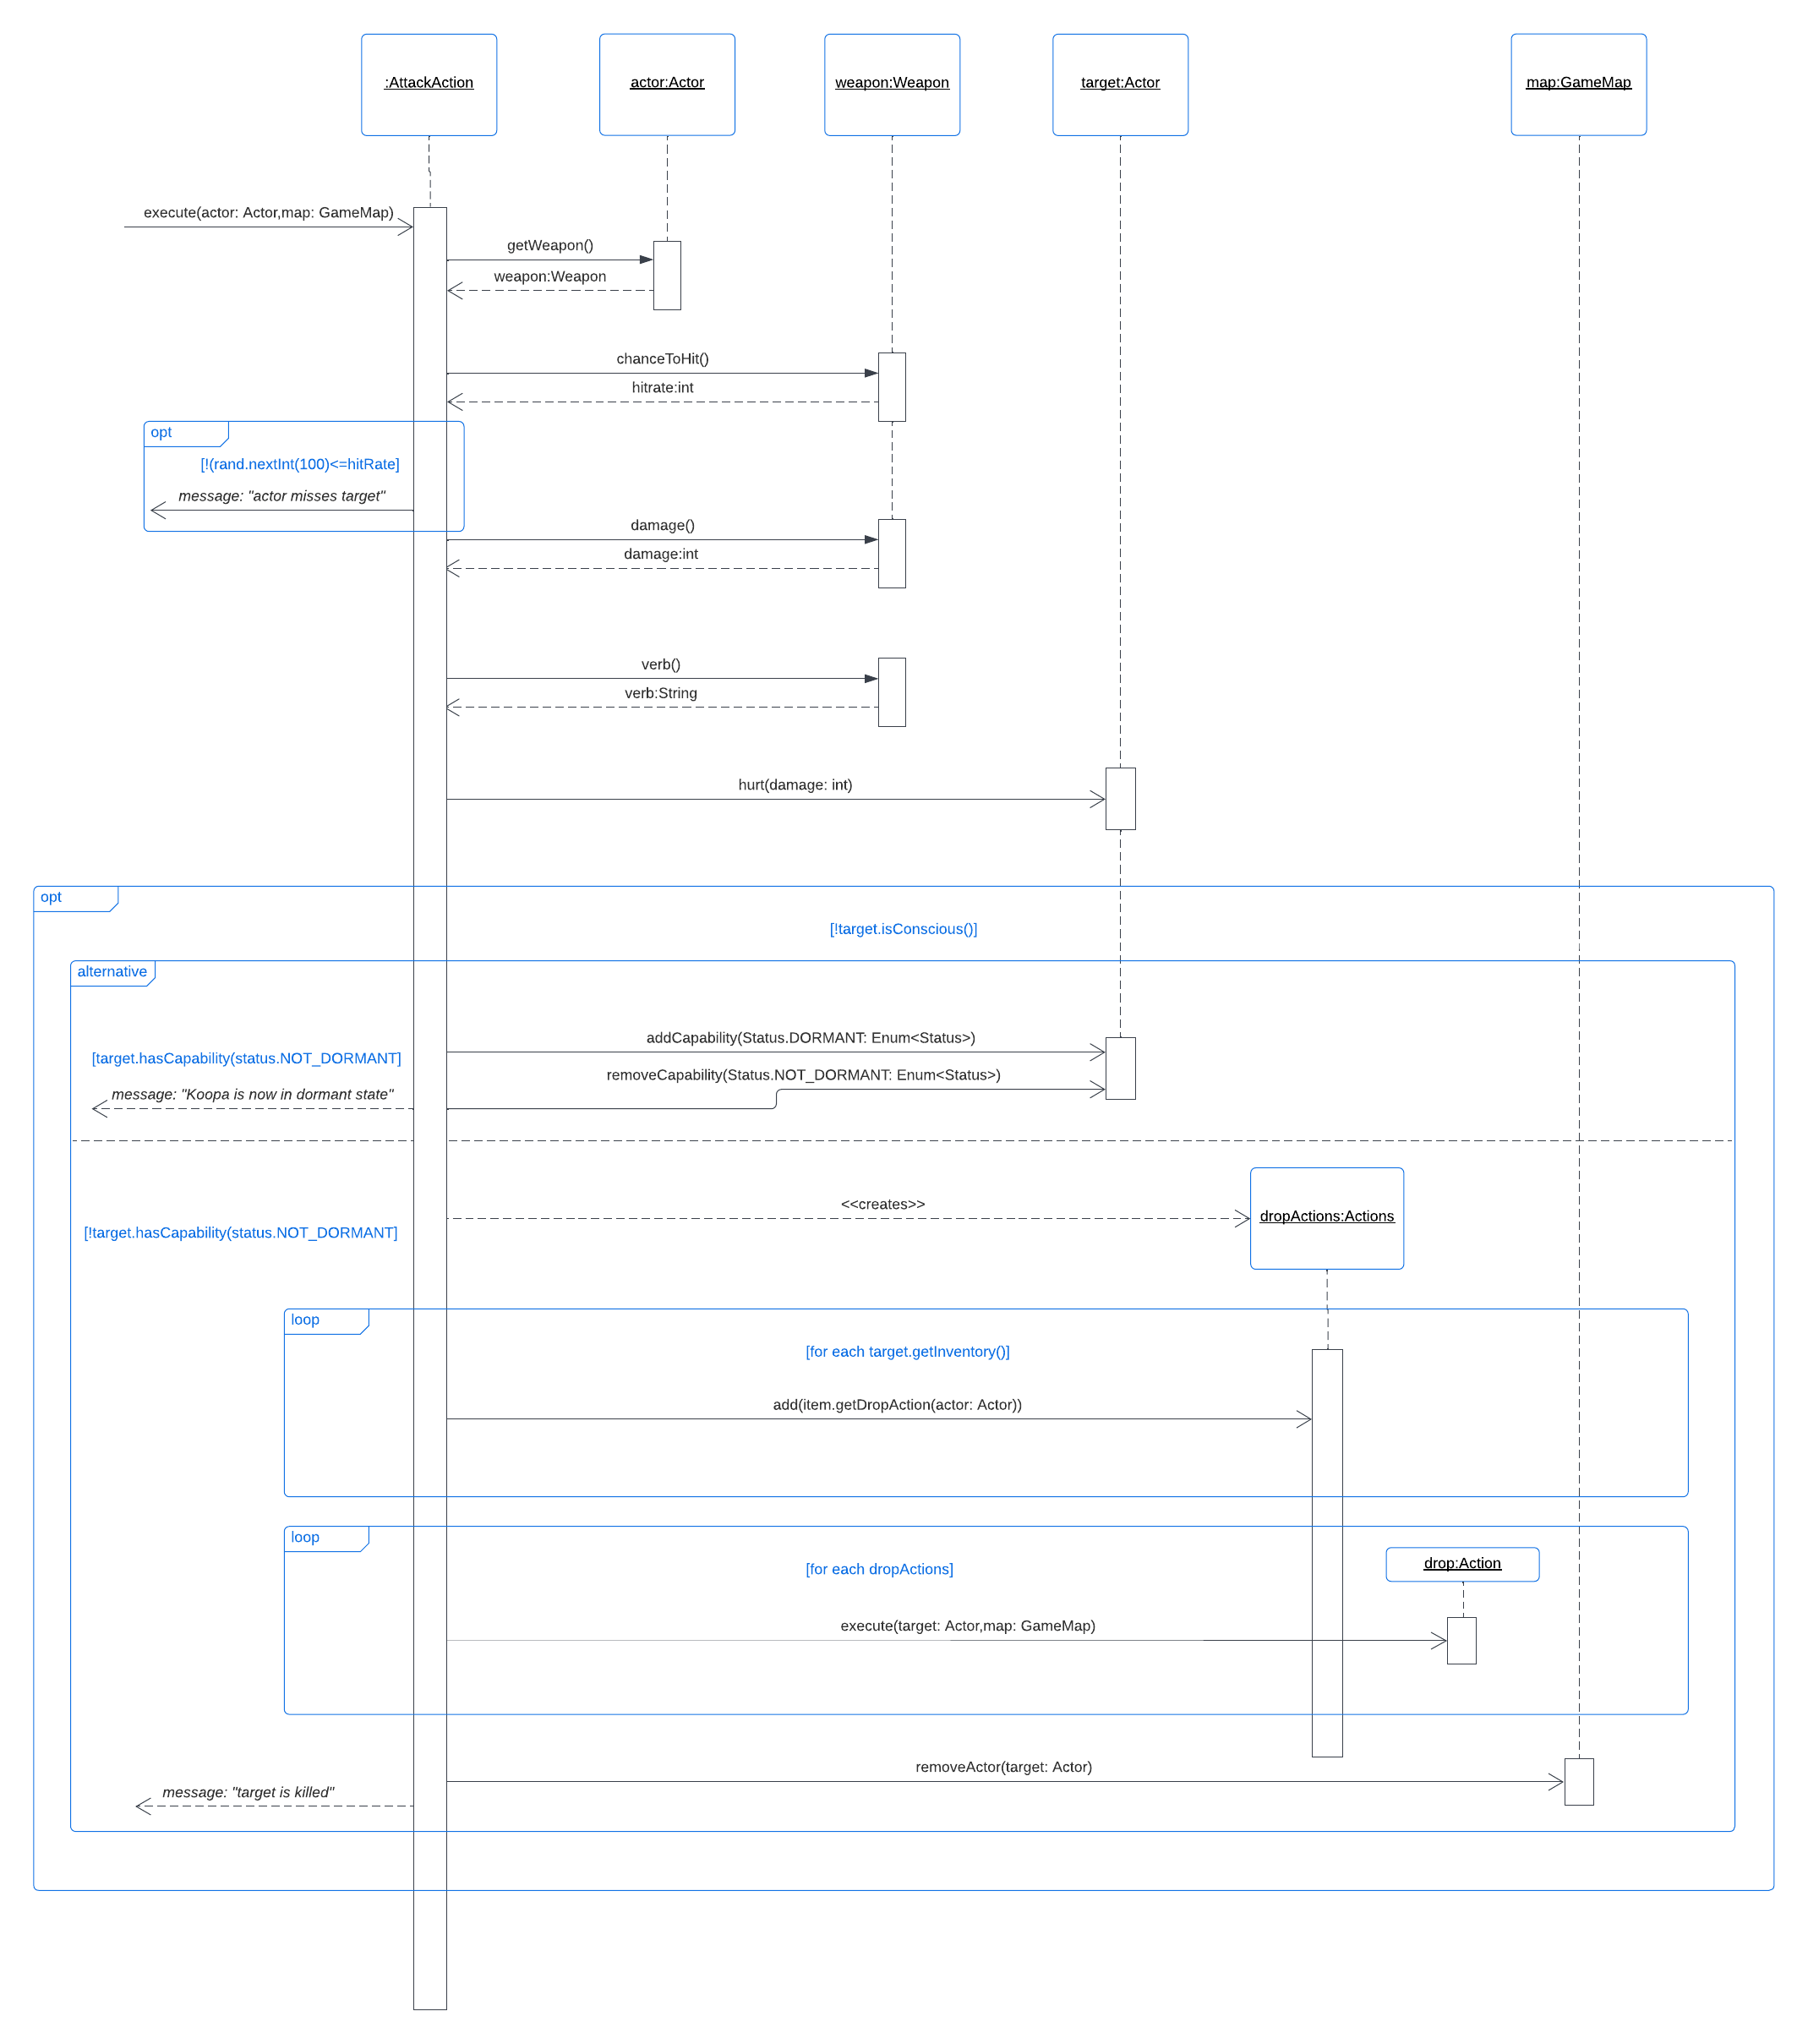 :AttackAction
actor:Actor
weapon:Weapon
target:Actor
map:GameMap
execute(actor: Actor,map: GameMap)
getWeapon()
weapon:Weapon
chanceToHit()
hitrate:int
opt
[!(rand.nextInt(100)<=hitRate]
message: "actor misses target"
damage()
damage:int
verb()
verb:String
hurt(damage: int)
opt
[!target.isConscious()]
alternative
addCapability(Status.DORMANT: Enum<Status>)
[target.hasCapability(status.NOT_DORMANT]
removeCapability(Status.NOT_DORMANT: Enum<Status>)
message: "Koopa is now in dormant state"
<<creates>>
dropActions:Actions
[!target.hasCapability(status.NOT_DORMANT]
loop
[for each target.getInventory()]
add(item.getDropAction(actor: Actor))
loop
drop:Action
[for each dropActions]
execute(target: Actor,map: GameMap)
removeActor(target: Actor)
message: "target is killed"